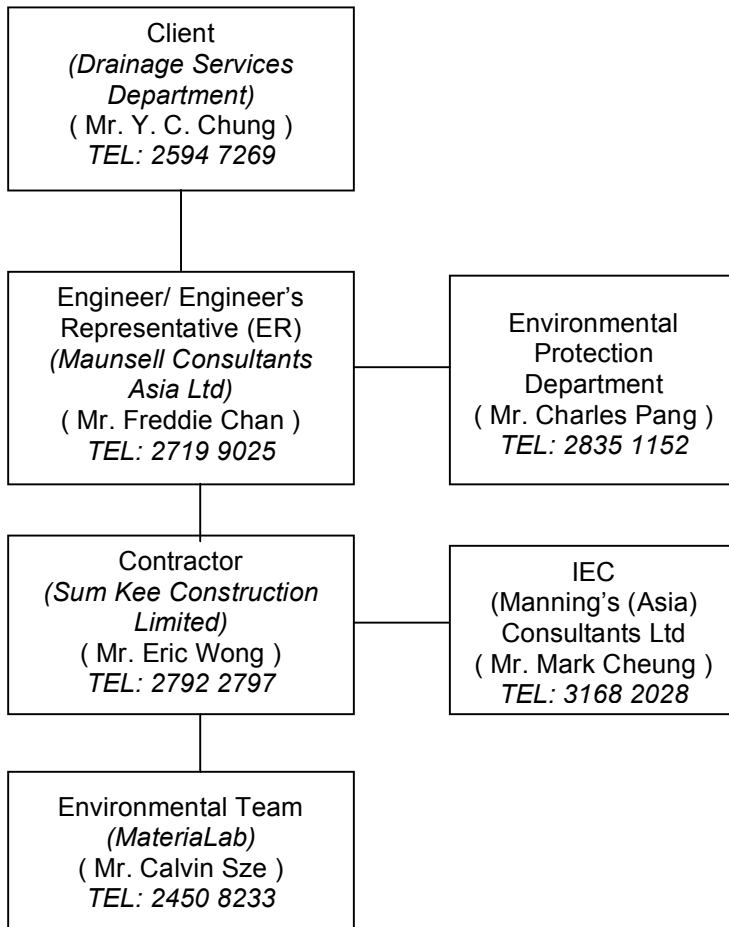 Client
(Drainage Services
Department)
( Mr. Y. C. Chung )
TEL: 2594 7269
Engineer/ Engineer's
Representative (ER)
(Maunsell Consultants
Asia Ltd)
( Mr. Freddie Chan )
TEL: 2719 9025
Environmental
Protection
Department
( Mr. Charles Pang )
TEL: 2835 1152
Contractor
(Sum Kee Construction
Limited)
( Mr. Eric Wong )
TEL: 2792 2797
IEC
(Manning's (Asia)
Consultants Ltd
( Mr. Mark Cheung )
TEL: 3168 2028
Environmental Team
(MateriaLab)
( Mr. Calvin Sze )
TEL: 2450 8233